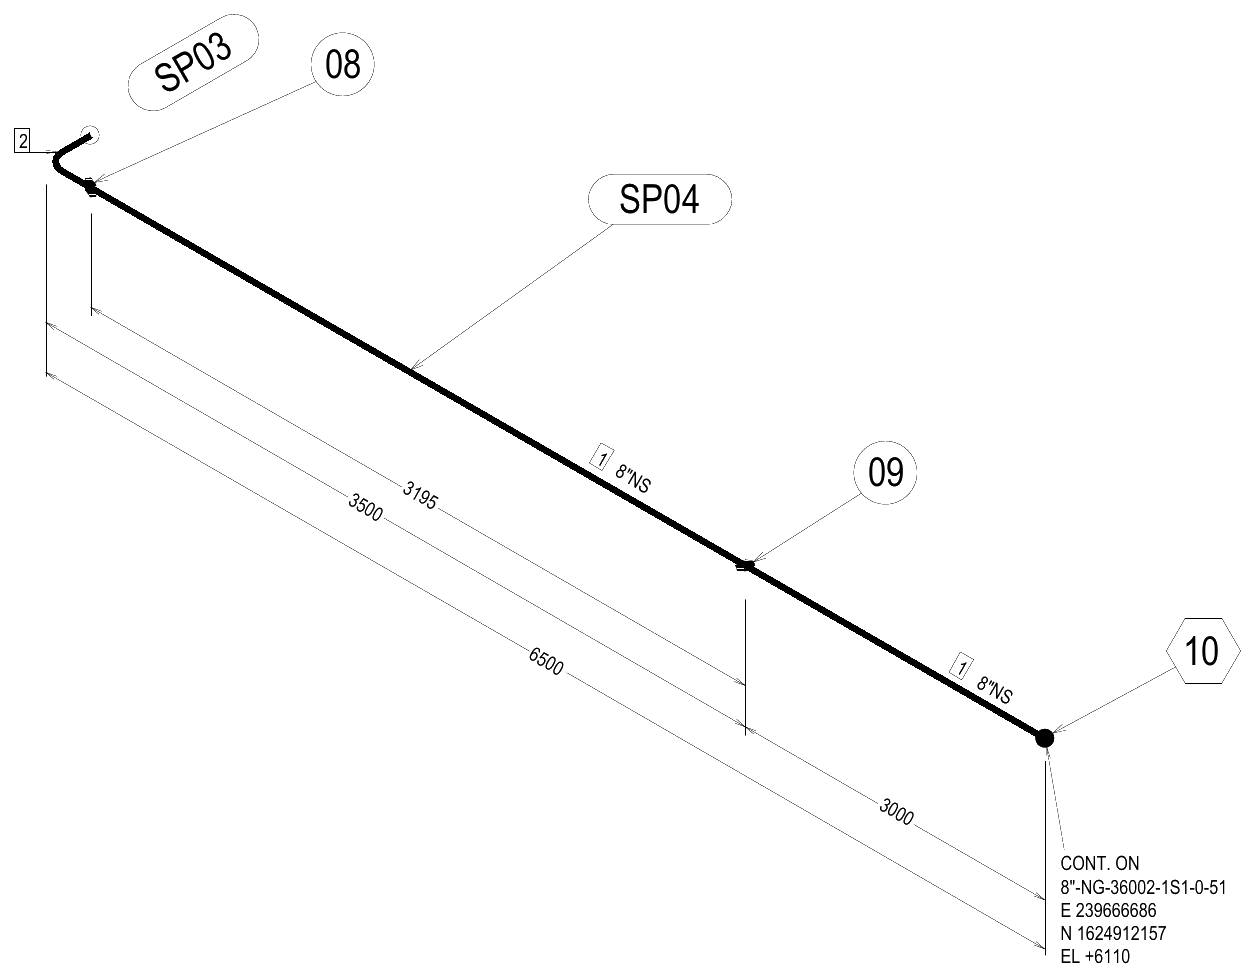 SP03
08
2
SP04
1 8"NS
09
3195
3500
6500
10
1 8"NS
3000
CONT. ON
8"-NG-36002-1S1-0-51
E 239666686
N 1624912157
EL +6110